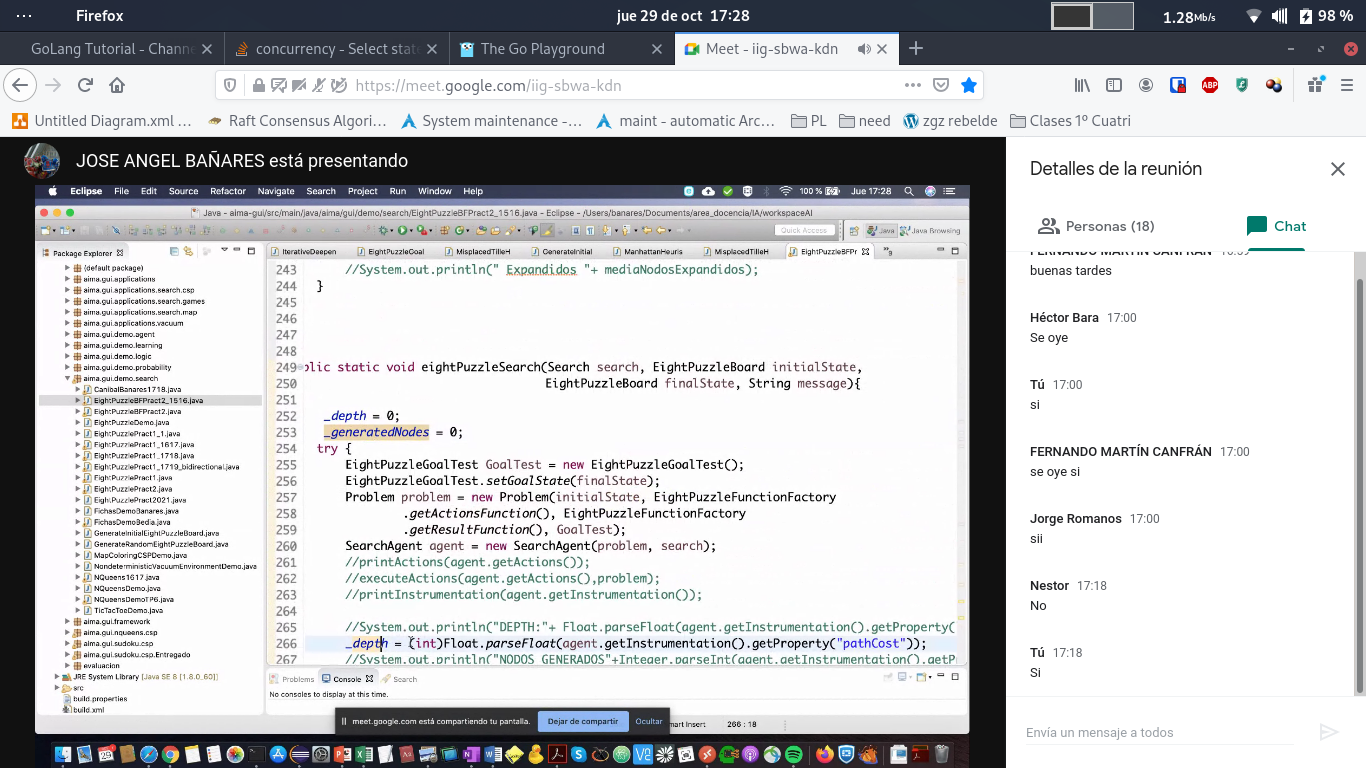 Firefox
jue 29 de oct 17:28
1.28Mb/s
98 %
GoLang Tutorial - Channe
concurrency - Select stat
The Go Playground
Meet - iig-sbwa-kdn
https://meet.google.com/iig-sbwa-kdn
ABP
Untitled Diagram.xml ...
Raft Consensus Algori...
System maintenance -...
maint - automatic Arc...
PL
need
zgz rebelde
Clases 1º Cuatri
JOSE ANGEL BAÑARES está presentando
Eclipse File Edit Source Refactor Navigate Search Project Run Window Help
100 %
Jue 17:28
Java - aima-gui/src/main/java/aima/gui/demo/search/EightPuzzleBFPract2_1516.java - Eclipse - /Users/banares/Documents/area_docencia/IA/workspaceAI
Quick Access
Java
Java Browsing
Package Explorer
(default package)
aima.gui.applications
aima.gui.applications.search.csp
aima.gui.applications.search.games
aima.gui.applications.search.map
aima.gui.applications.vacuum
aima.gui.demo.agent
aima.gui.demo.learning
aima.gui.demo.logic
aima.gui.demo.probability
aima.gui.demo.search
CanibalBanares1718.java
EightPuzzleBFPract2_1516.java
EightPuzzleBFPract2.java
EightPuzzleDemo.java
EightPuzzlePract1_1.java
EightPuzzlePract1_1617.java
EightPuzzlePract1_1718.java
EightPuzzlePract1_1719_bidirectional.java
EightPuzzlePract1.java
EightPuzzlePract2.java
EightPuzzlePract2021.java
FichasDemoBanares.java
FichasDemoBedia.java
GenerateInitialEightPuzzleBoard.java
GenerateRandomEightPuzzleBoard.java
MapColoringCSPDemo.java
NondeterministicVacuumEnvironmentDemo.java
NQueens1617.java
NQueensDemo.java
NQueensDemoTP6.java
TicTacToeDemo.java
aima.gui.framework
aima.gui.nqueens.csp
aima.gui.sudoku.csp
aima.gui.sudoku.csp.Entregado
evaluacion
JRE System Library [Java SE 8 [1.8.0_60]]
src
build.properties
build.xml
IterativeDeepen
EightPuzzleGoal
MisplacedTilleH
GenerateInitial
ManhattanHeuris
MisplacedTilleH
EightPuzzleBFPr
243 //System.out.println(" Expandidos "+ mediaNodosExpandidos);
244 }
245
246
247
248
249 blic static void eightPuzzleSearch(Search search, EightPuzzleBoard initialState,
250 EightPuzzleBoard finalState, String message){
251
252 _depth = 0;
253 _generatedNodes = 0;
254 try {
255 EightPuzzleGoalTest GoalTest = new EightPuzzleGoalTest();
256 EightPuzzleGoalTest.setGoalState(finalState);
257 Problem problem = new Problem(initialState, EightPuzzleFunctionFactory
258 .getActionsFunction(), EightPuzzleFunctionFactory
259 .getResultFunction(), GoalTest);
260 SearchAgent agent = new SearchAgent(problem, search);
261 //printActions(agent.getActions());
262 //executeActions(agent.getActions(),problem);
263 //printInstrumentation(agent.getInstrumentation());
264
265 //System.out.println("DEPTH:"+ Float.parseFloat(agent.getInstrumentation().getProperty(
266 _depth = (int)Float.parseFloat(agent.getInstrumentation().getProperty("pathCost"));
267 //System.out.println("NODOS GENERADOS"+Integer.parseInt(agent.getInstrumentation().getP
Problems
Console
Search
No consoles to display at this time.
meet.google.com está compartiendo tu pantalla.
Dejar de compartir
Ocultar
mart Insert
266 : 18
Detalles de la reunión
Personas (18)
Chat
FERNANDO MARTÍN CANFRÁN 16:59
buenas tardes
Héctor Bara 17:00
Se oye
Tú 17:00
si
FERNANDO MARTÍN CANFRÁN 17:00
se oye si
Jorge Romanos 17:00
sii
Nestor 17:18
No
Tú 17:18
Si
Envía un mensaje a todos